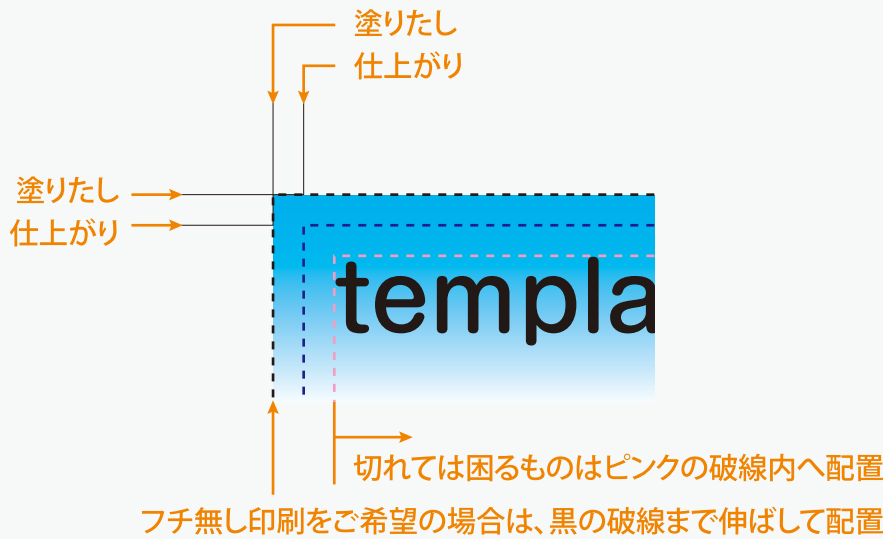 塗りたし
仕上がり
塗りたし
仕上がり
templa
切れては困るものはピンクの破線内へ配置
フチ無し印刷をご希望の場合は、黒の破線まで伸ばして配置